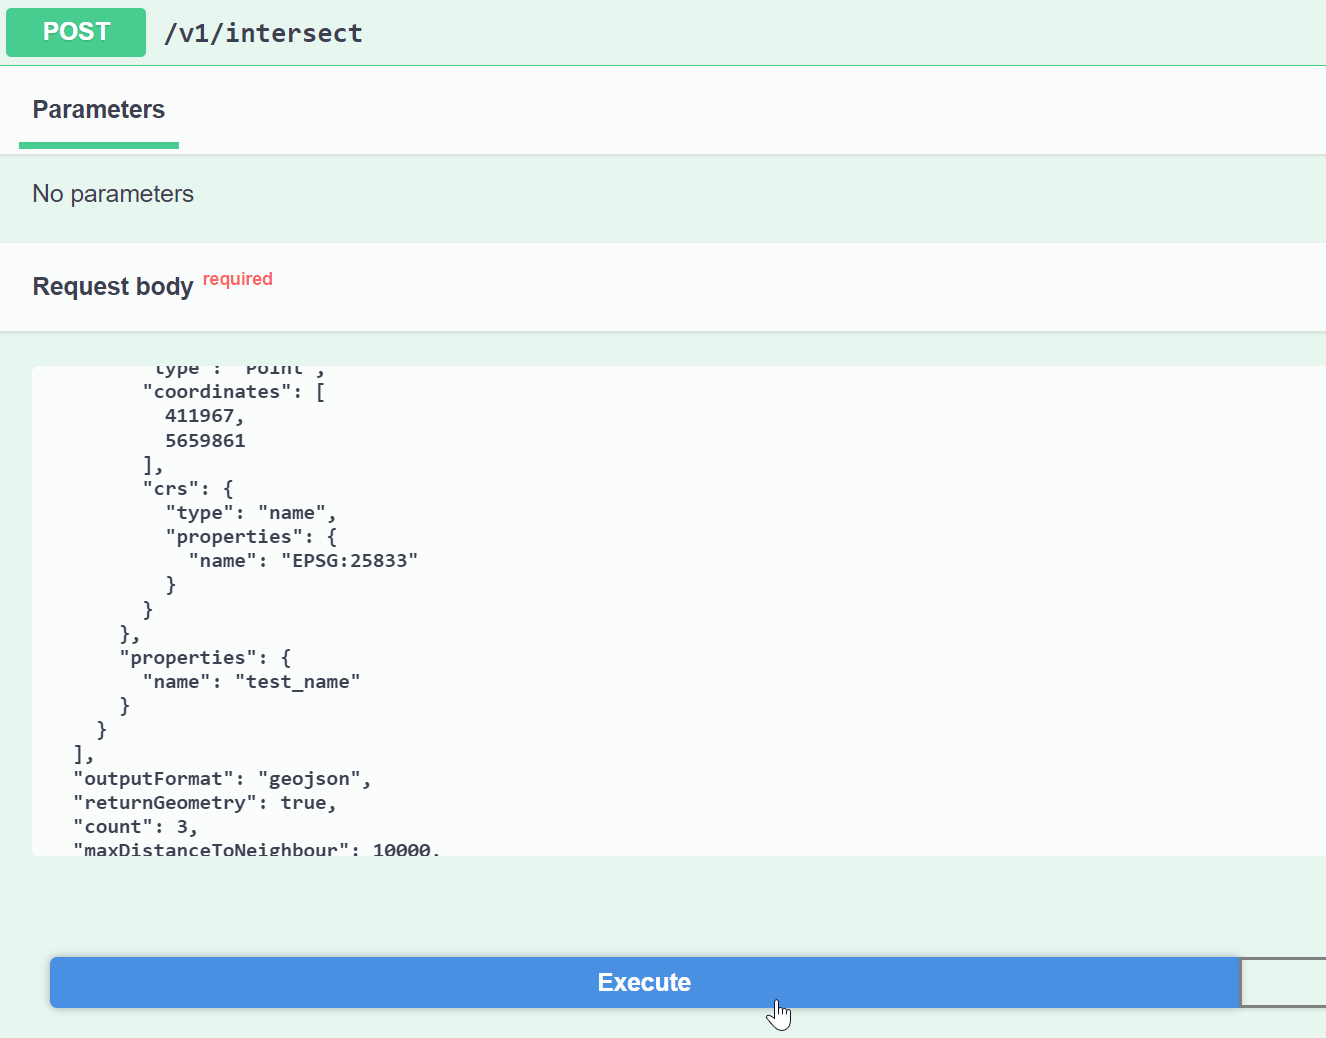 POST /v1/intersect
Parameters
No parameters
Request body required
"type": "Point",
"coordinates": [
411967,
5659861
],
"crs": {
"type": "name",
"properties": {
"name": "EPSG:25833"
}
}
},
"properties": {
"name": "test_name"
}
}
],
"outputFormat": "geojson",
"returnGeometry": true,
"count": 3,
"maxDistanceToNeighbour": 10000,
Execute